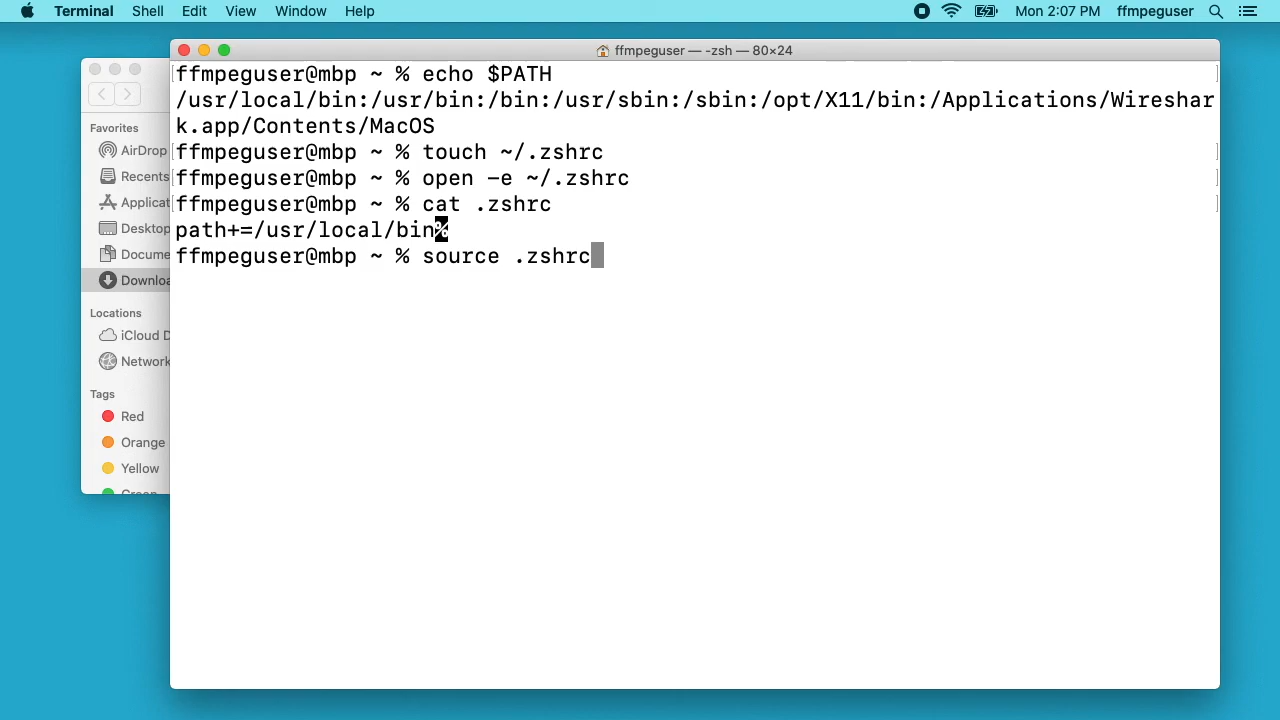 Terminal Shell Edit View Window Help Mon 2:07 PM ffmpeguser
ffmpeguser — -zsh — 80×24
Favorites
AirDrop
Recents
Applicat
Desktop
Docume
Downloa
Locations
iCloud D
Network
Tags
Red
Orange
Yellow
Green
ffmpeguser@mbp ~ % echo $PATH
/usr/local/bin:/usr/bin:/bin:/usr/sbin:/sbin:/opt/X11/bin:/Applications/Wireshar
k.app/Contents/MacOS
ffmpeguser@mbp ~ % touch ~/.zshrc
ffmpeguser@mbp ~ % open -e ~/.zshrc
ffmpeguser@mbp ~ % cat .zshrc
path+=/usr/local/bin%
ffmpeguser@mbp ~ % source .zshrc